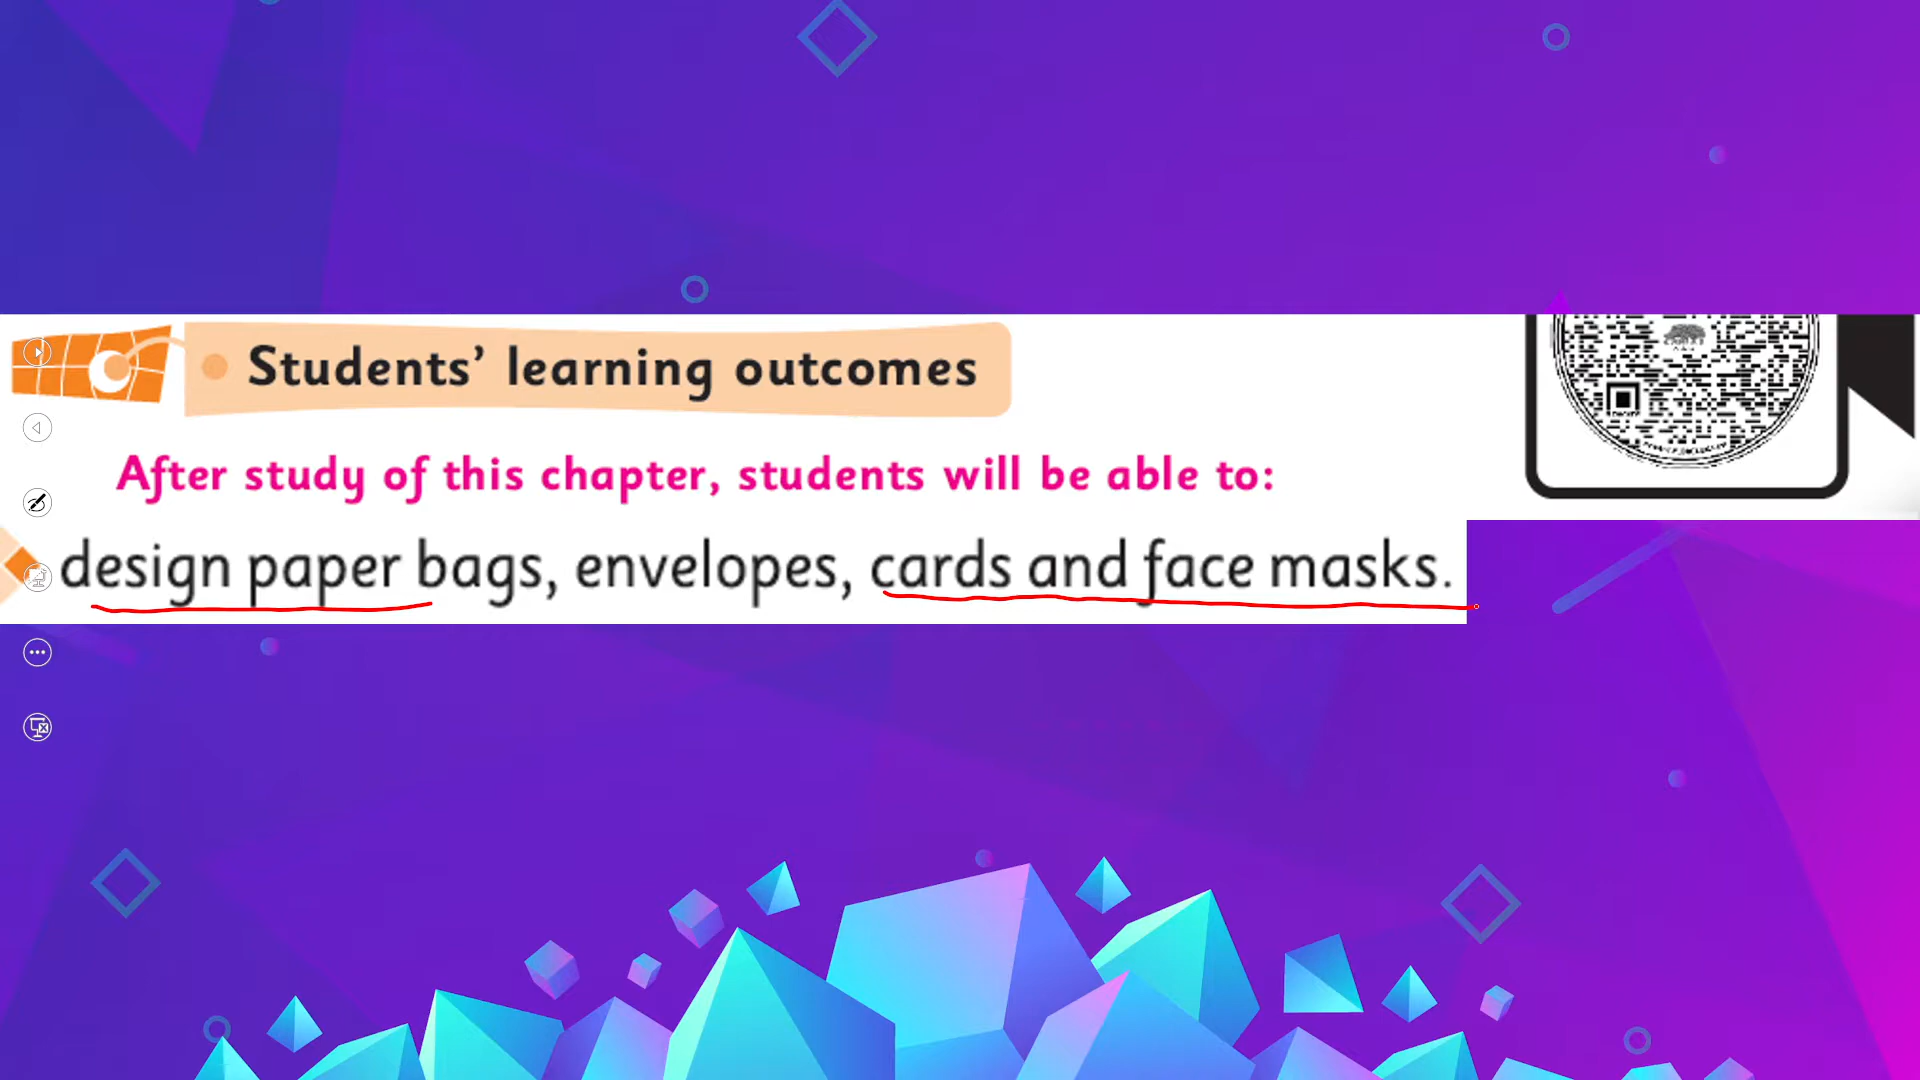 Students’ learning outcomes
After study of this chapter, students will be able to:
design paper bags, envelopes, cards and face masks.